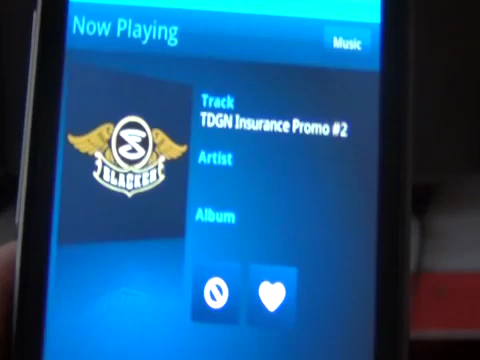 Now Playing
Music
Track
TDGN Insurance Promo #2
Artist
Album
SLACKER